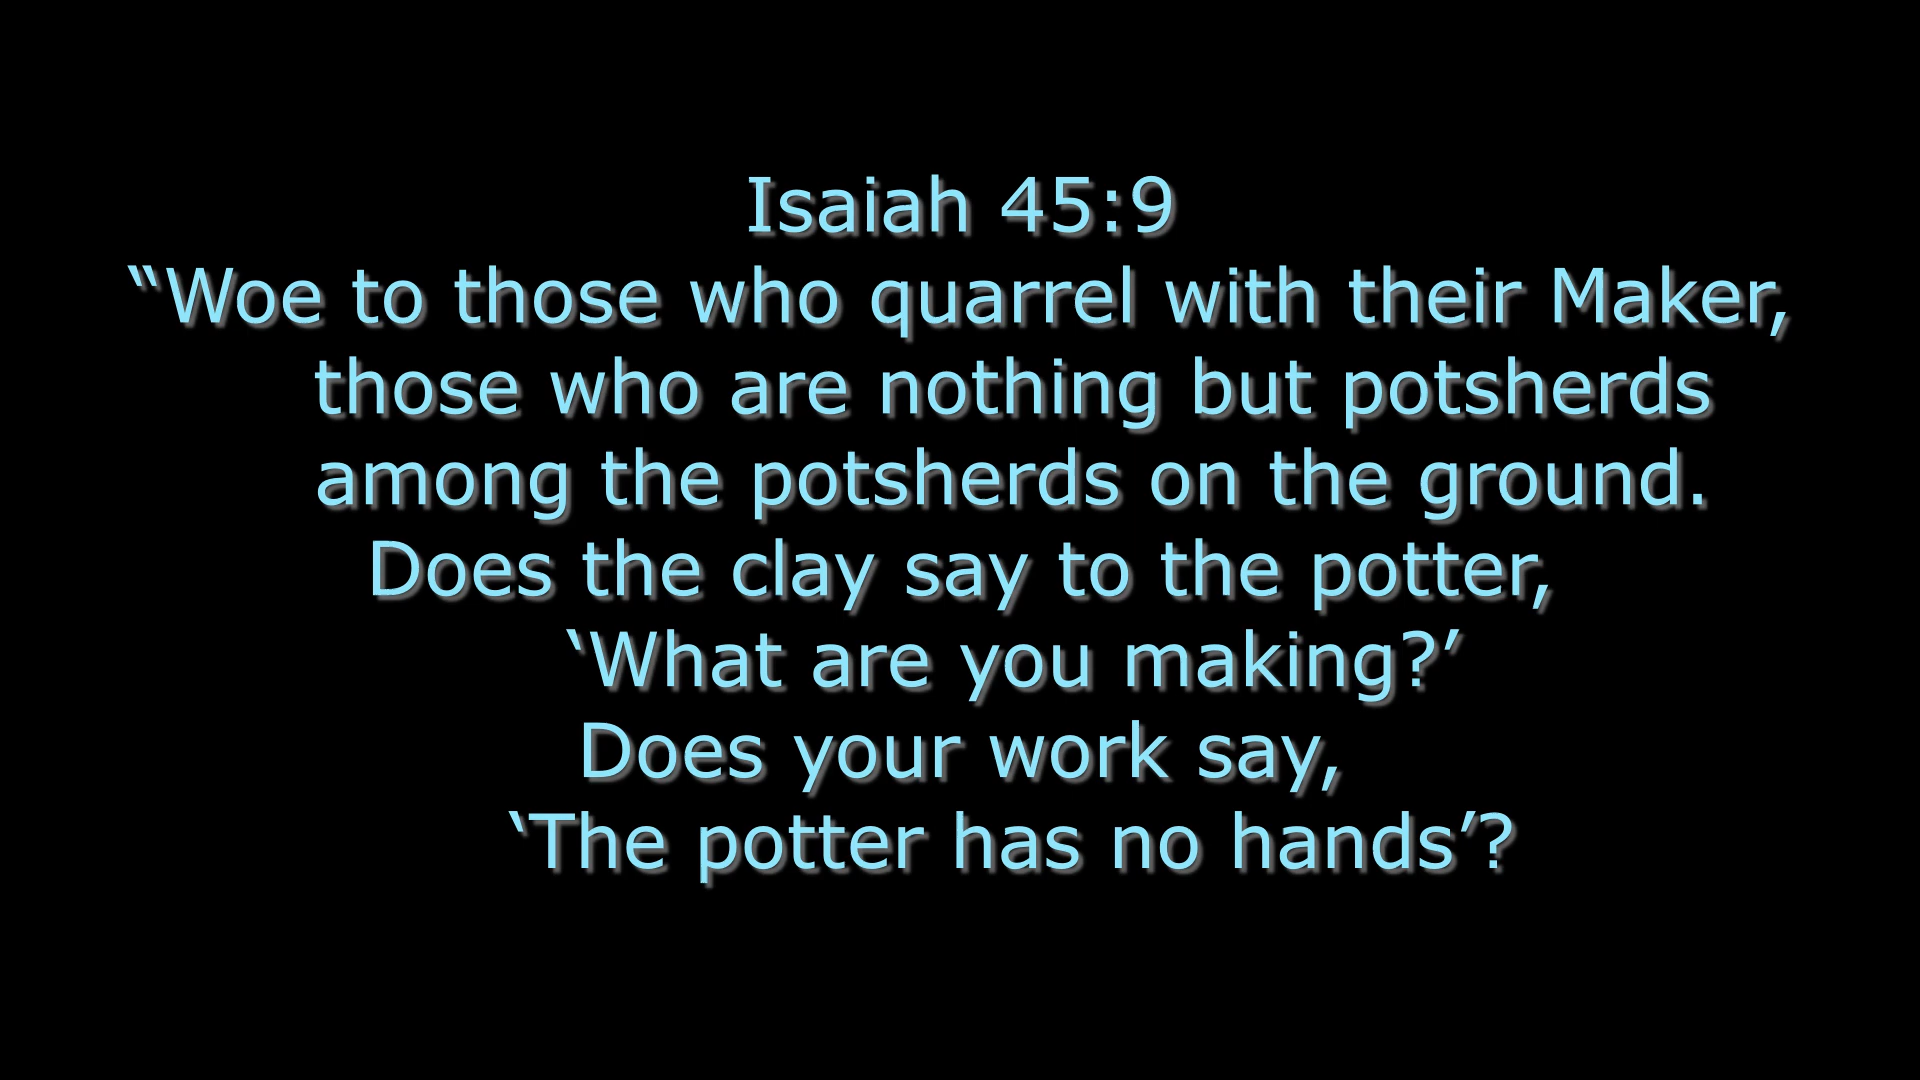 Isaiah 45:9
“Woe to those who quarrel with their Maker,
those who are nothing but potsherds
among the potsherds on the ground.
Does the clay say to the potter,
‘What are you making?’
Does your work say,
‘The potter has no hands’?